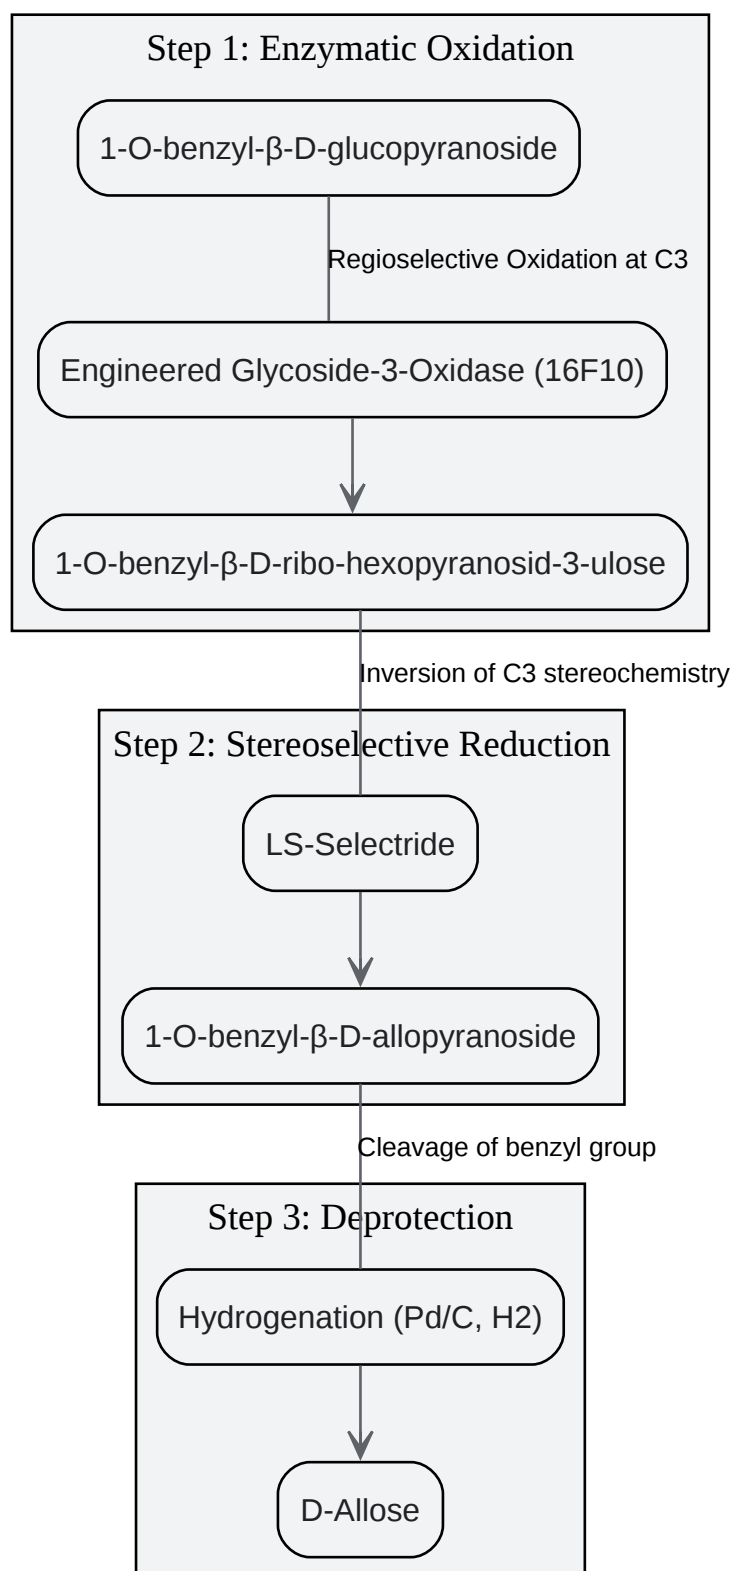 Step 1: Enzymatic Oxidation
1-O-benzyl-β-D-glucopyranoside
Regioselective Oxidation at C3
Engineered Glycoside-3-Oxidase (16F10)
1-O-benzyl-β-D-ribo-hexopyranosid-3-ulose
Inversion of C3 stereochemistry
Step 2: Stereoselective Reduction
LS-Selectride
1-O-benzyl-β-D-allopyranoside
Cleavage of benzyl group
Step 3: Deprotection
Hydrogenation (Pd/C, H2)
D-Allose